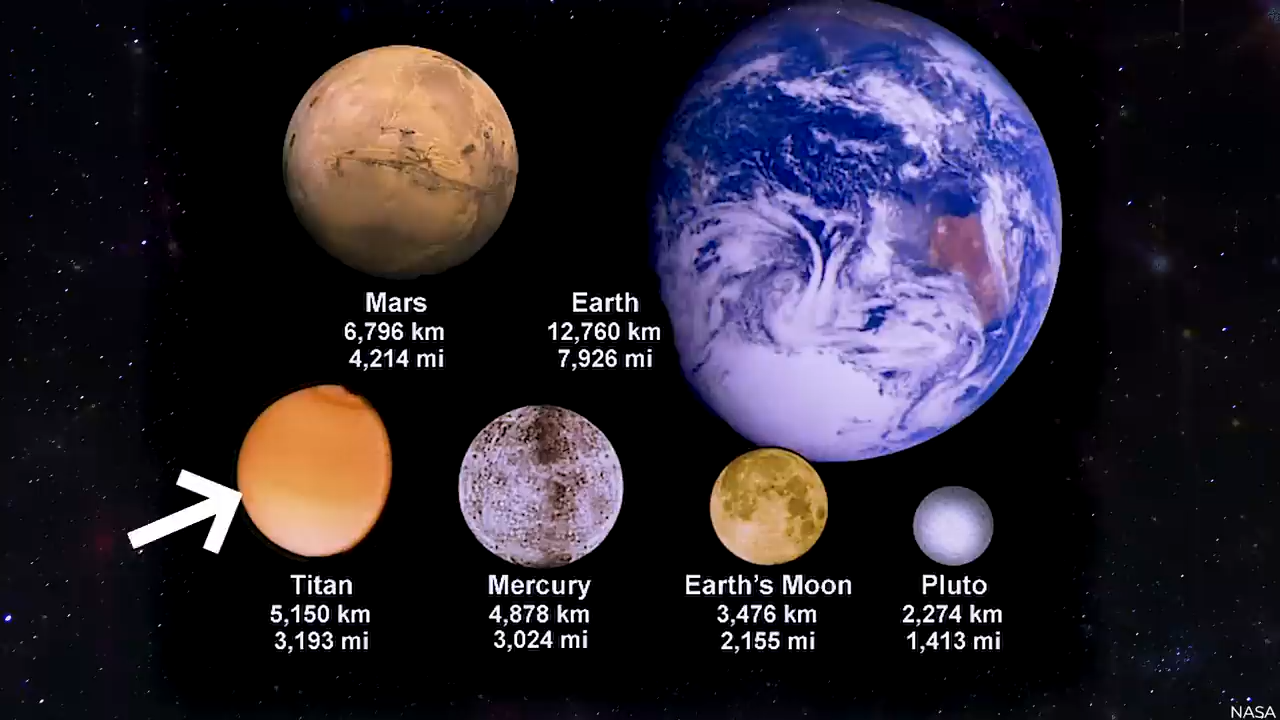 Mars
6,796 km
4,214 mi
Earth
12,760 km
7,926 mi
Titan
5,150 km
3,193 mi
Mercury
4,878 km
3,024 mi
Earth's Moon
3,476 km
2,155 mi
Pluto
2,274 km
1,413 mi
NASA